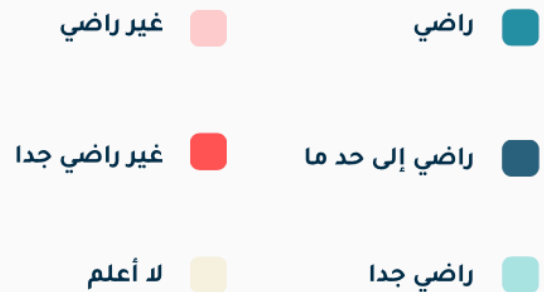 راضي
غير راضي
راضي إلى حد ما
غير راضي جدا
راضي جدا
لا أعلم